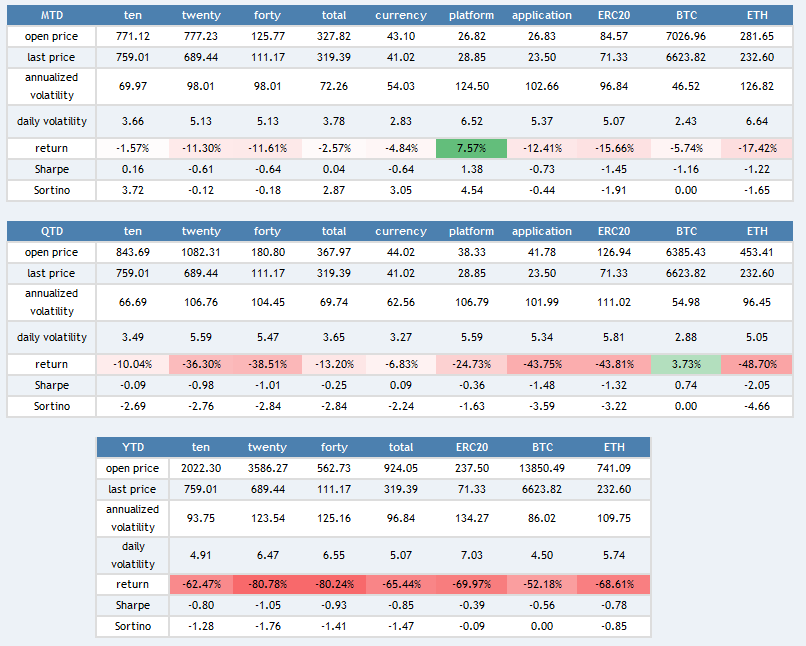 MTD ten twenty forty total currency platform application ERC20 BTC ETH
open price 771.12 777.23 125.77 327.82 43.10 26.82 26.83 84.57 7026.96 281.65
last price 759.01 689.44 111.17 319.39 41.02 28.85 23.50 71.33 6623.82 232.60
annualized
volatility 69.97 98.01 98.01 72.26 54.03 124.50 102.66 96.84 46.52 126.82
daily volatility 3.66 5.13 5.13 3.78 2.83 6.52 5.37 5.07 2.43 6.64
return -1.57% -11.30% -11.61% -2.57% -4.84% 7.57% -12.41% -15.66% -5.74% -17.42%
Sharpe 0.16 -0.61 -0.64 0.04 -0.64 1.38 -0.73 -1.45 -1.16 -1.22
Sortino 3.72 -0.12 -0.18 2.87 3.05 4.54 -0.44 -1.91 0.00 -1.65
QTD ten twenty forty total currency platform application ERC20 BTC ETH
open price 843.69 1082.31 180.80 367.97 44.02 38.33 41.78 126.94 6385.43 453.41
last price 759.01 689.44 111.17 319.39 41.02 28.85 23.50 71.33 6623.82 232.60
annualized
volatility 66.69 106.76 104.45 69.74 62.56 106.79 101.99 111.02 54.98 96.45
daily volatility 3.49 5.59 5.47 3.65 3.27 5.59 5.34 5.81 2.88 5.05
return -10.04% -36.30% -38.51% -13.20% -6.83% -24.73% -43.75% -43.81% 3.73% -48.70%
Sharpe -0.09 -0.98 -1.01 -0.25 0.09 -0.36 -1.48 -1.32 0.74 -2.05
Sortino -2.69 -2.76 -2.84 -2.84 -2.24 -1.63 -3.59 -3.22 0.00 -4.66
YTD ten twenty forty total ERC20 BTC ETH
open price 2022.30 3586.27 562.73 924.05 237.50 13850.49 741.09
last price 759.01 689.44 111.17 319.39 71.33 6623.82 232.60
annualized
volatility 93.75 123.54 125.16 96.84 134.27 86.02 109.75
daily
volatility 4.91 6.47 6.55 5.07 7.03 4.50 5.74
return -62.47% -80.78% -80.24% -65.44% -69.97% -52.18% -68.61%
Sharpe -0.80 -1.05 -0.93 -0.85 -0.39 -0.56 -0.78
Sortino -1.28 -1.76 -1.41 -1.47 -0.09 0.00 -0.85